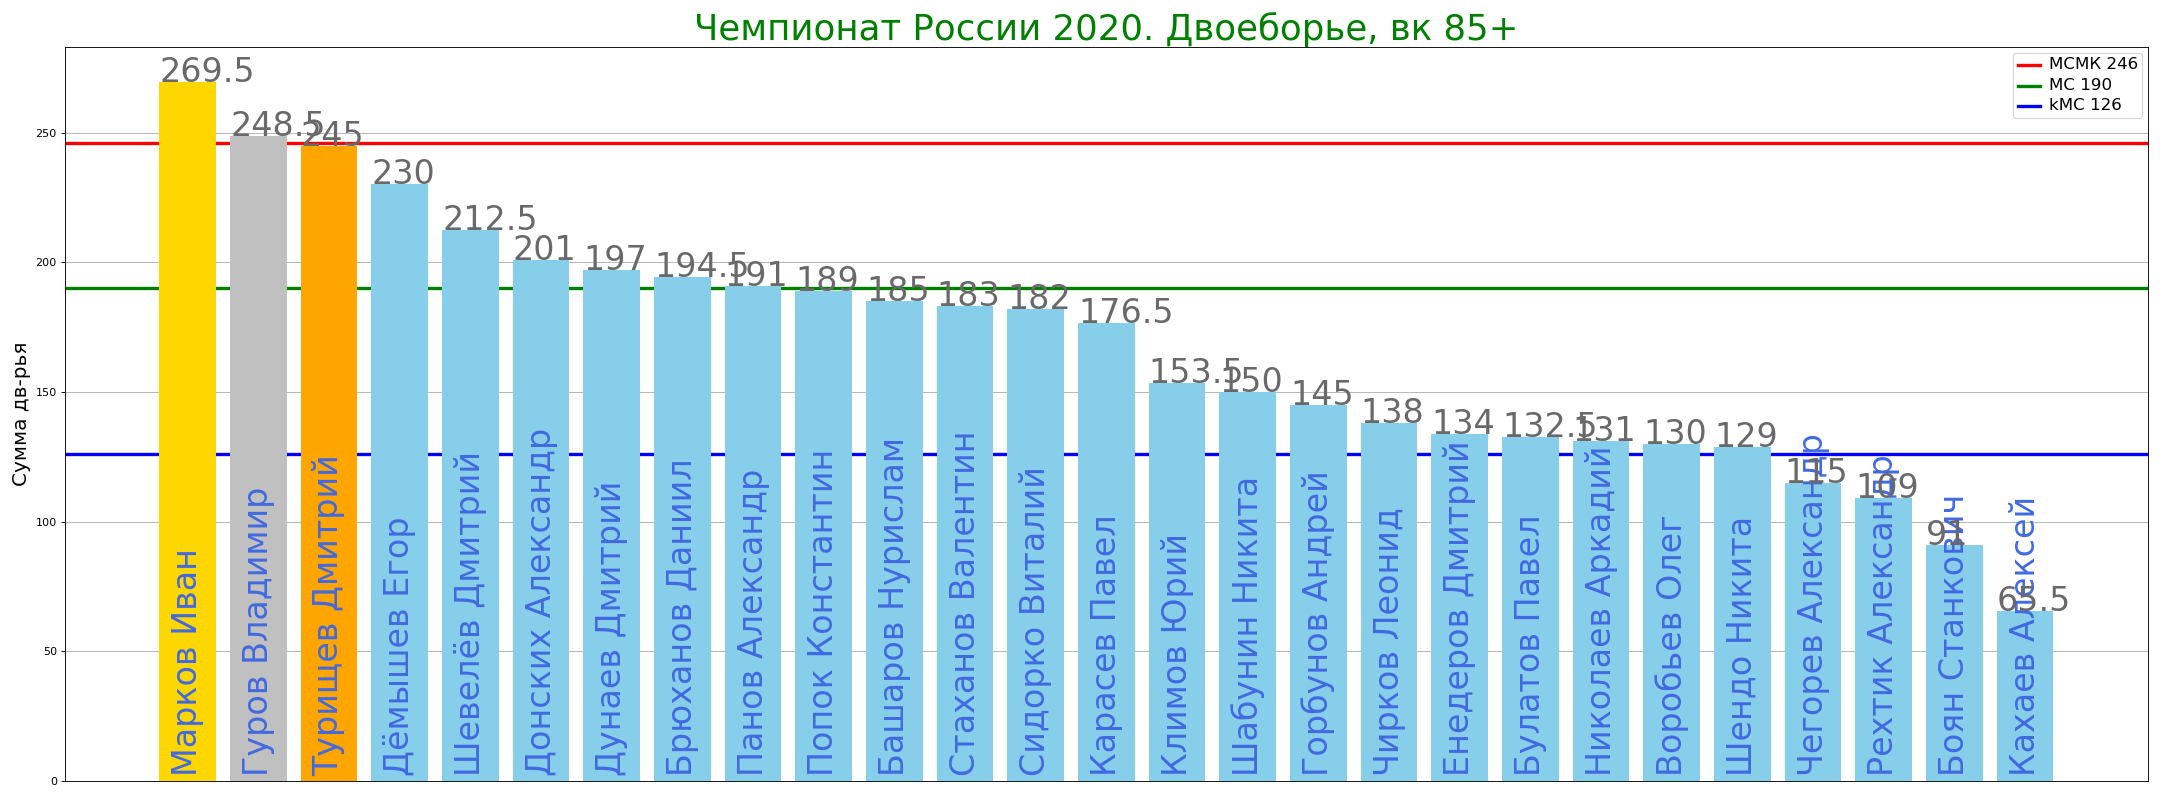 Чемпионат России 2020. Двоеборье, вк 85+
МСМК 246
МС 190
kМС 126
Сумма дв-рья
250
200
150
100
50
0
269.5
248.5
245
230
212.5
201
197
194.5
191
189
185
183
182
176.5
153.5
150
145
138
134
132.5
131
130
129
115
109
91
65.5
Марков Иван
Гуров Владимир
Турищев Дмитрий
Дёмышев Егор
Шевелёв Дмитрий
Донских Александр
Дунаев Дмитрий
Брюханов Даниил
Панов Александр
Попок Константин
Башаров Нурислам
Стаханов Валентин
Сидорко Виталий
Карасев Павел
Климов Юрий
Шабунин Никита
Горбунов Андрей
Чирков Леонид
Енедеров Дмитрий
Булатов Павел
Николаев Аркадий
Воробьев Олег
Шендо Никита
Чегорев Александр
Рехтик Александр
Боян Станкович
Кахаев Алексей